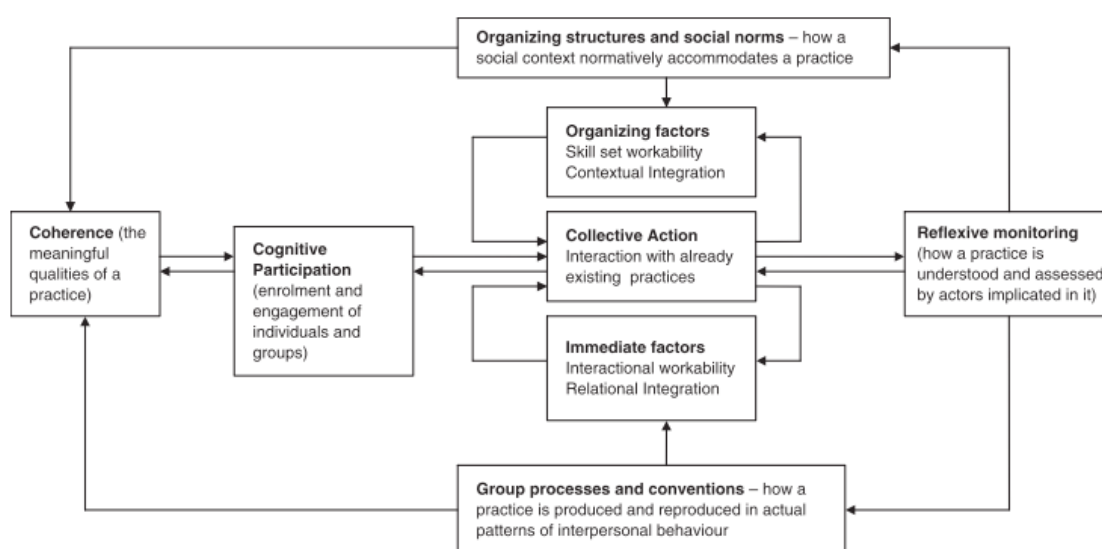 Organizing structures and social norms – how a
social context normatively accommodates a practice
Organizing factors
Skill set workability
Contextual Integration
Coherence (the
meaningful
qualities of a
practice)
Cognitive
Participation
(enrolment and
engagement of
individuals and
groups)
Collective Action
Interaction with already
existing practices
Reflexive monitoring
(how a practice is
understood and assessed
by actors implicated in it)
Immediate factors
Interactional workability
Relational Integration
Group processes and conventions – how a
practice is produced and reproduced in actual
patterns of interpersonal behaviour